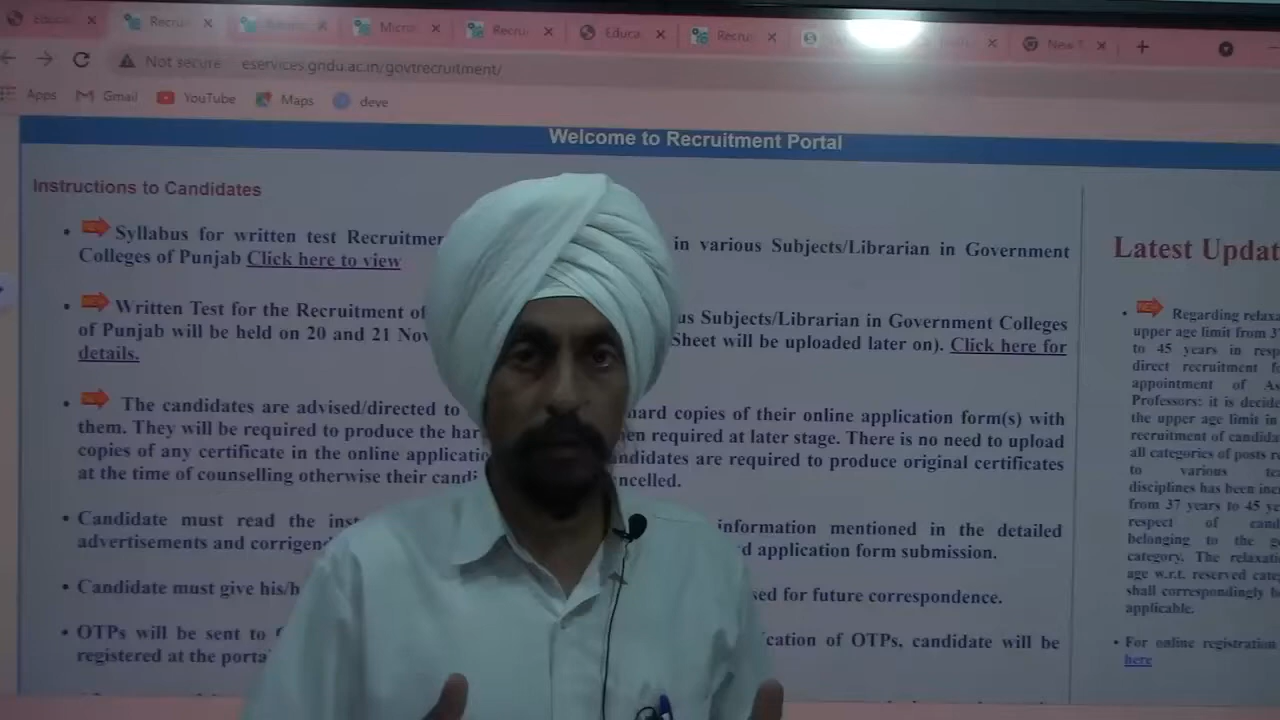 Recrui
Micros
Recru
Educa
Recru
New T
Not secure eservices.gndu.ac.in/govtrecruitment/
Apps Gmail YouTube Maps deve
Welcome to Recruitment Portal
Instructions to Candidates
Syllabus for written test Recruitmen in various Subjects/Librarian in Government
Colleges of Punjab Click here to view
Written Test for the Recruitment of us Subjects/Librarian in Government Colleges
of Punjab will be held on 20 and 21 Nov Sheet will be uploaded later on). Click here for
details.
The candidates are advised/directed to hard copies of their online application form(s) with
them. They will be required to produce the har en required at later stage. There is no need to upload
copies of any certificate in the online applicatio ndidates are required to produce original certificates
at the time of counselling otherwise their candi ncelled.
Candidate must read the inst information mentioned in the detailed
advertisements and corrigend d application form submission.
Candidate must give his/h sed for future correspondence.
OTPs will be sent to cation of OTPs, candidate will be
registered at the porta
Latest Updat
Regarding relaxa
upper age limit from 3
to 45 years in resp
direct recruitment fo
appointment of As
Professors: it is decide
the upper age limit in
recruitment of candida
all categories of posts re
to various tea
disciplines has been inc
from 37 years to 45 ye
respect of cand
belonging to the ge
category. The relaxati
age w.r.t. reserved cate
shall correspondingly b
applicable.
For online registration
here